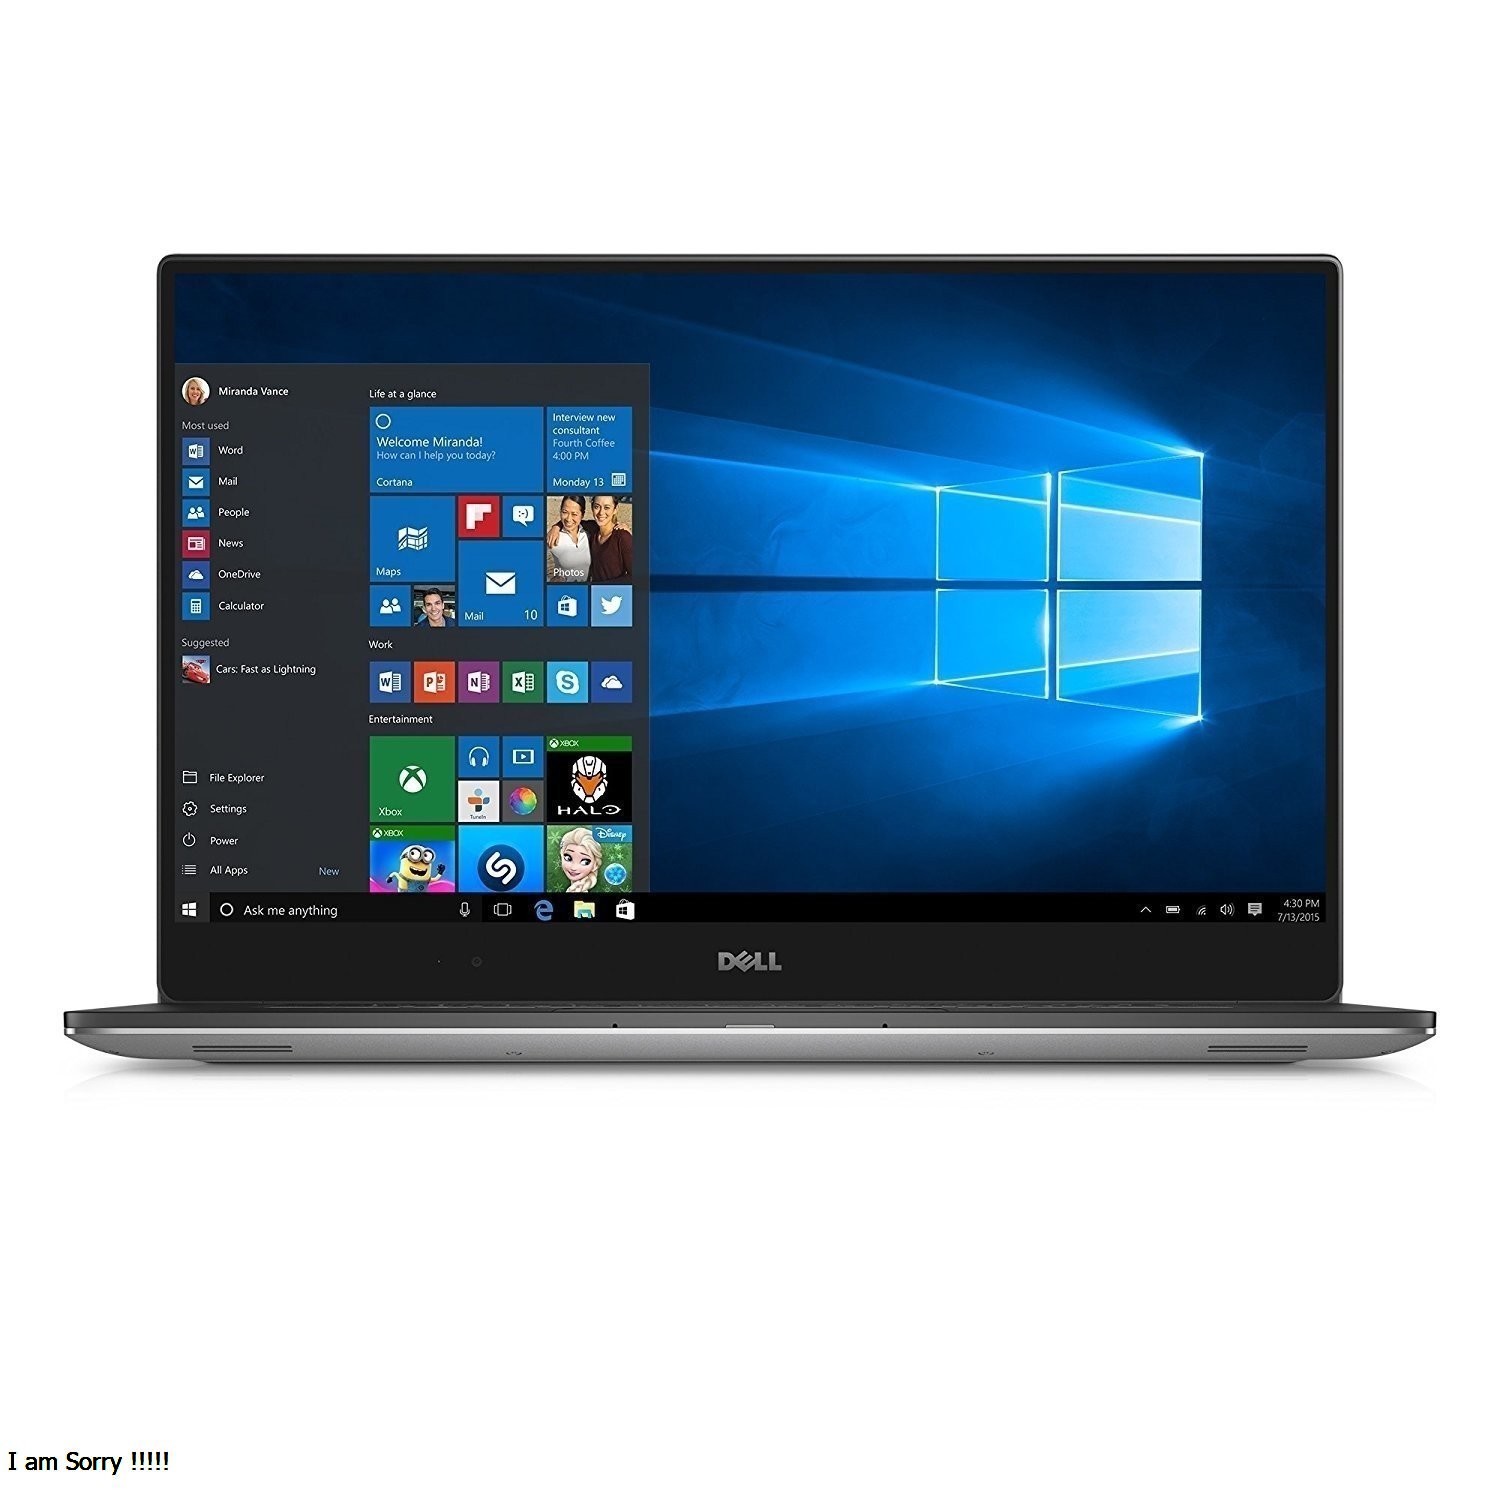 Miranda Vance
Life at a glance
Most used
Word
Mail
People
News
OneDrive
Calculator
Suggested
Cars: Fast as Lightning
File Explorer
Settings
Power
All Apps
New
Welcome Miranda!
How can I help you today?
Cortana
Interview new
consultant
Fourth Coffee
4:00 PM
Monday 13
Maps
Photos
Mail
10
Work
Entertainment
Xbox
TuneIn
XBOX
HALO
XBOX
Disney
Ask me anything
4:30 PM
7/13/2015
DELL
I am Sorry !!!!!